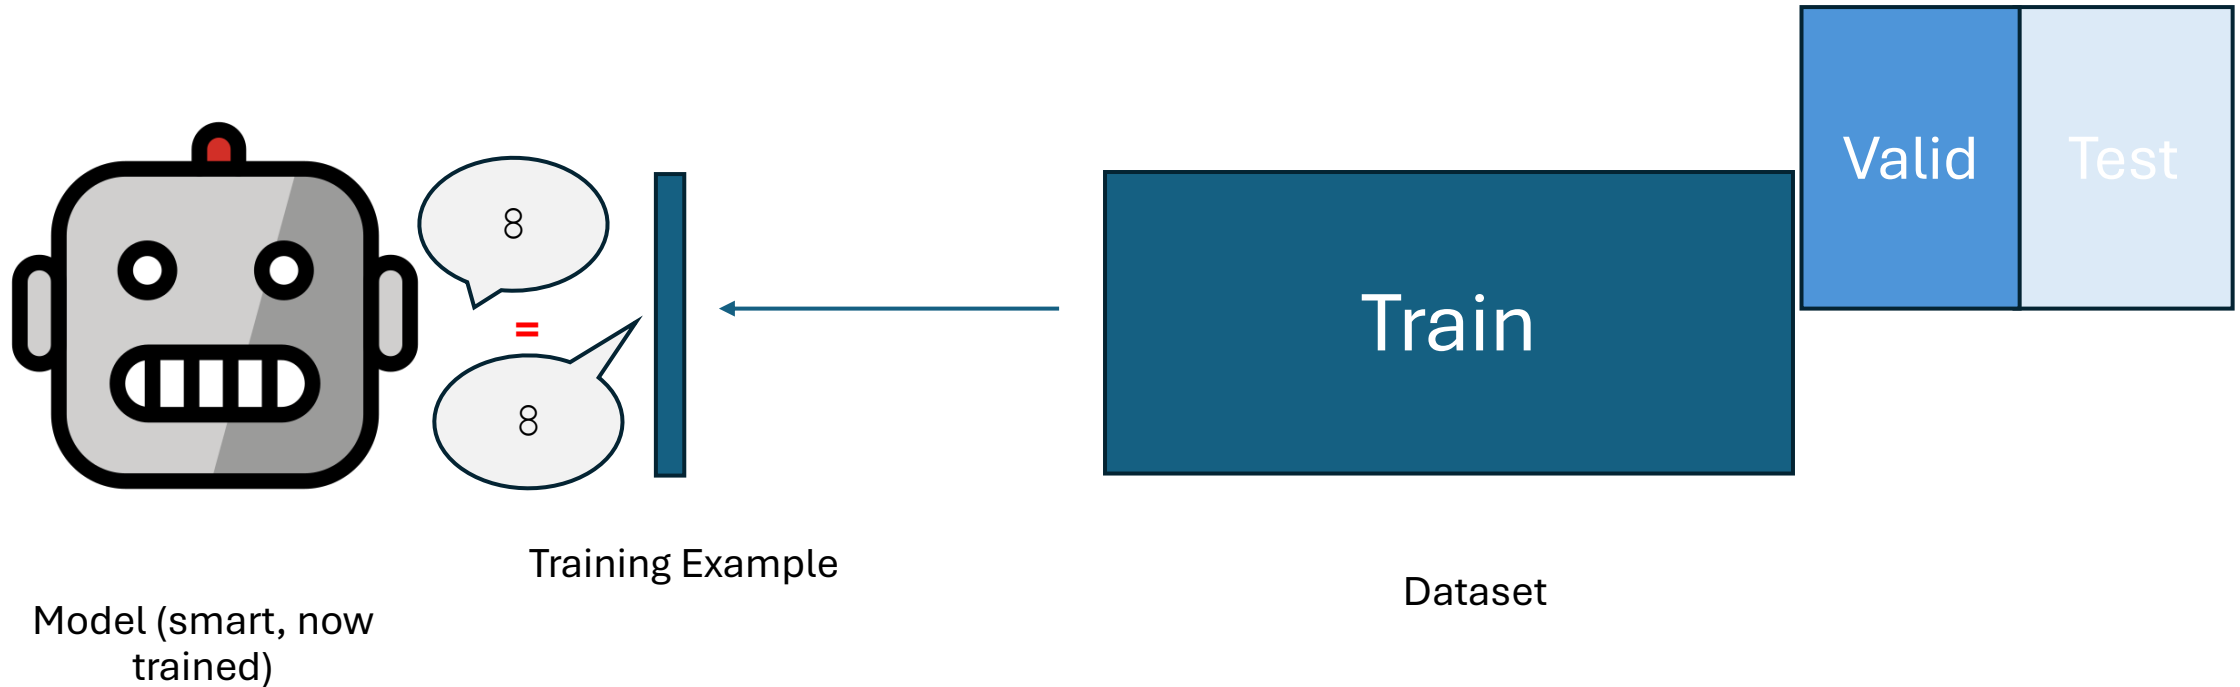 8
=
8
Training Example
Model (smart, now
trained)
Train
Valid
Test
Dataset